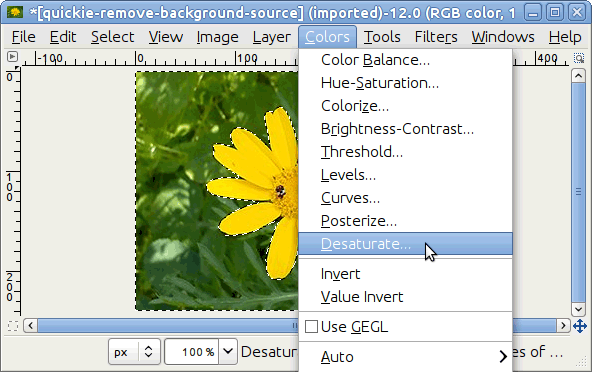 *[quickie-remove-background-source] (imported)-12.0 (RGB color, 1
File Edit Select View Image Layer Colors Tools Filters Windows Help
-100 0 100 400
0
100
200
Color Balance...
Hue-Saturation...
Colorize...
Brightness-Contrast...
Threshold...
Levels...
Curves...
Posterize...
Desaturate...
Invert
Value Invert
Use GEGL
Auto
px 100 % Desatur es of ...